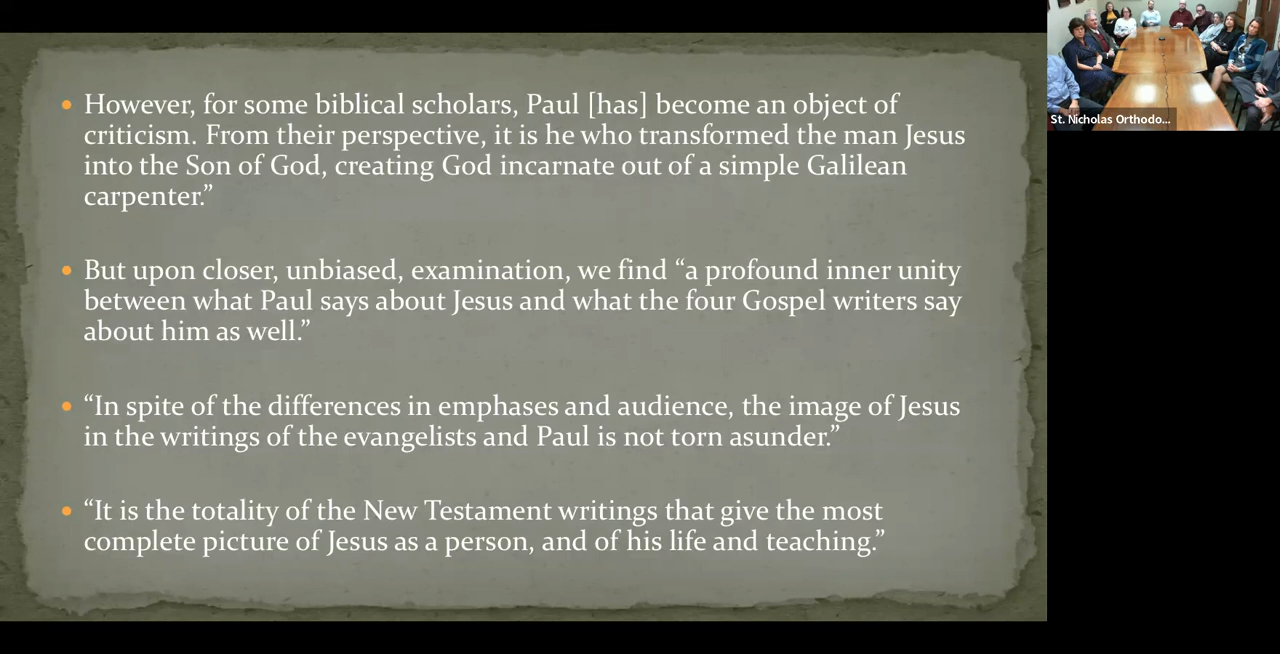 However, for some biblical scholars, Paul [has] become an object of
criticism. From their perspective, it is he who transformed the man Jesus
into the Son of God, creating God incarnate out of a simple Galilean
carpenter.”
But upon closer, unbiased, examination, we find “a profound inner unity
between what Paul says about Jesus and what the four Gospel writers say
about him as well.”
“In spite of the differences in emphases and audience, the image of Jesus
in the writings of the evangelists and Paul is not torn asunder.”
“It is the totality of the New Testament writings that give the most
complete picture of Jesus as a person, and of his life and teaching.”
St. Nicholas Orthodo...